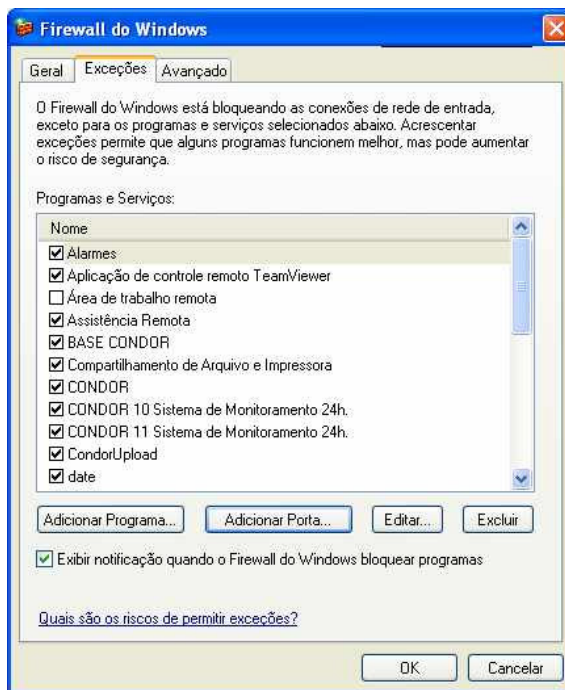 Firewall do Windows
Geral Exceções Avançado
O Firewall do Windows está bloqueando as conexões de rede de entrada,
exceto para os programas e serviços selecionados abaixo. Acrescentar
exceções permite que alguns programas funcionem melhor, mas pode aumentar
o risco de segurança.
Programas e Serviços:
Nome
Alarmes
Aplicação de controle remoto TeamViewer
Área de trabalho remota
Assistência Remota
BASE CONDOR
Compartilhamento de Arquivo e Impressora
CONDOR
CONDOR 10 Sistema de Monitoramento 24h.
CONDOR 11 Sistema de Monitoramento 24h.
CondorUpload
date
Adicionar Programa... Adicionar Porta... Editar... Excluir
Exibir notificação quando o Firewall do Windows bloquear programas
Quais são os riscos de permitir exceções?
OK Cancelar